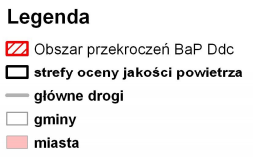 Legenda
Obszar przekroczeń BaP Ddc
strefy oceny jakości powietrza
główne drogi
gminy
miasta